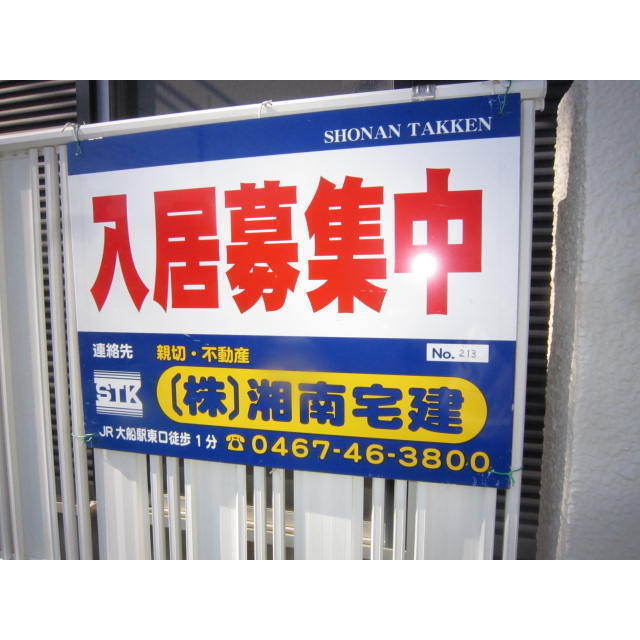 SHONAN TAKKEN
入居募集中
連絡先 親切・不動産 No. 213
STK (株)湘南宅建
JR大船駅東口徒歩1分 ☎0467-46-3800